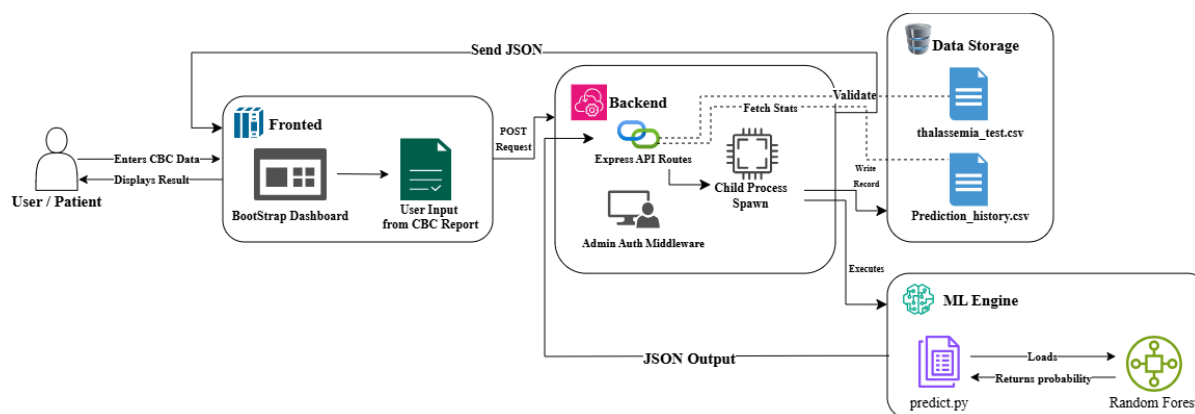 Send JSON
Data Storage
Fronted
Backend
Validate
Fetch Stats
thalassemia_test.csv
POST
Request
Enters CBC Data
Displays Result
User / Patient
BootStrap Dashboard
User Input
from CBC Report
Express API Routes
Child Process
Spawn
Write
Record
Prediction_history.csv
Admin Auth Middleware
Executes
ML Engine
JSON Output
Loads
Returns probability
predict.py
Random Forest